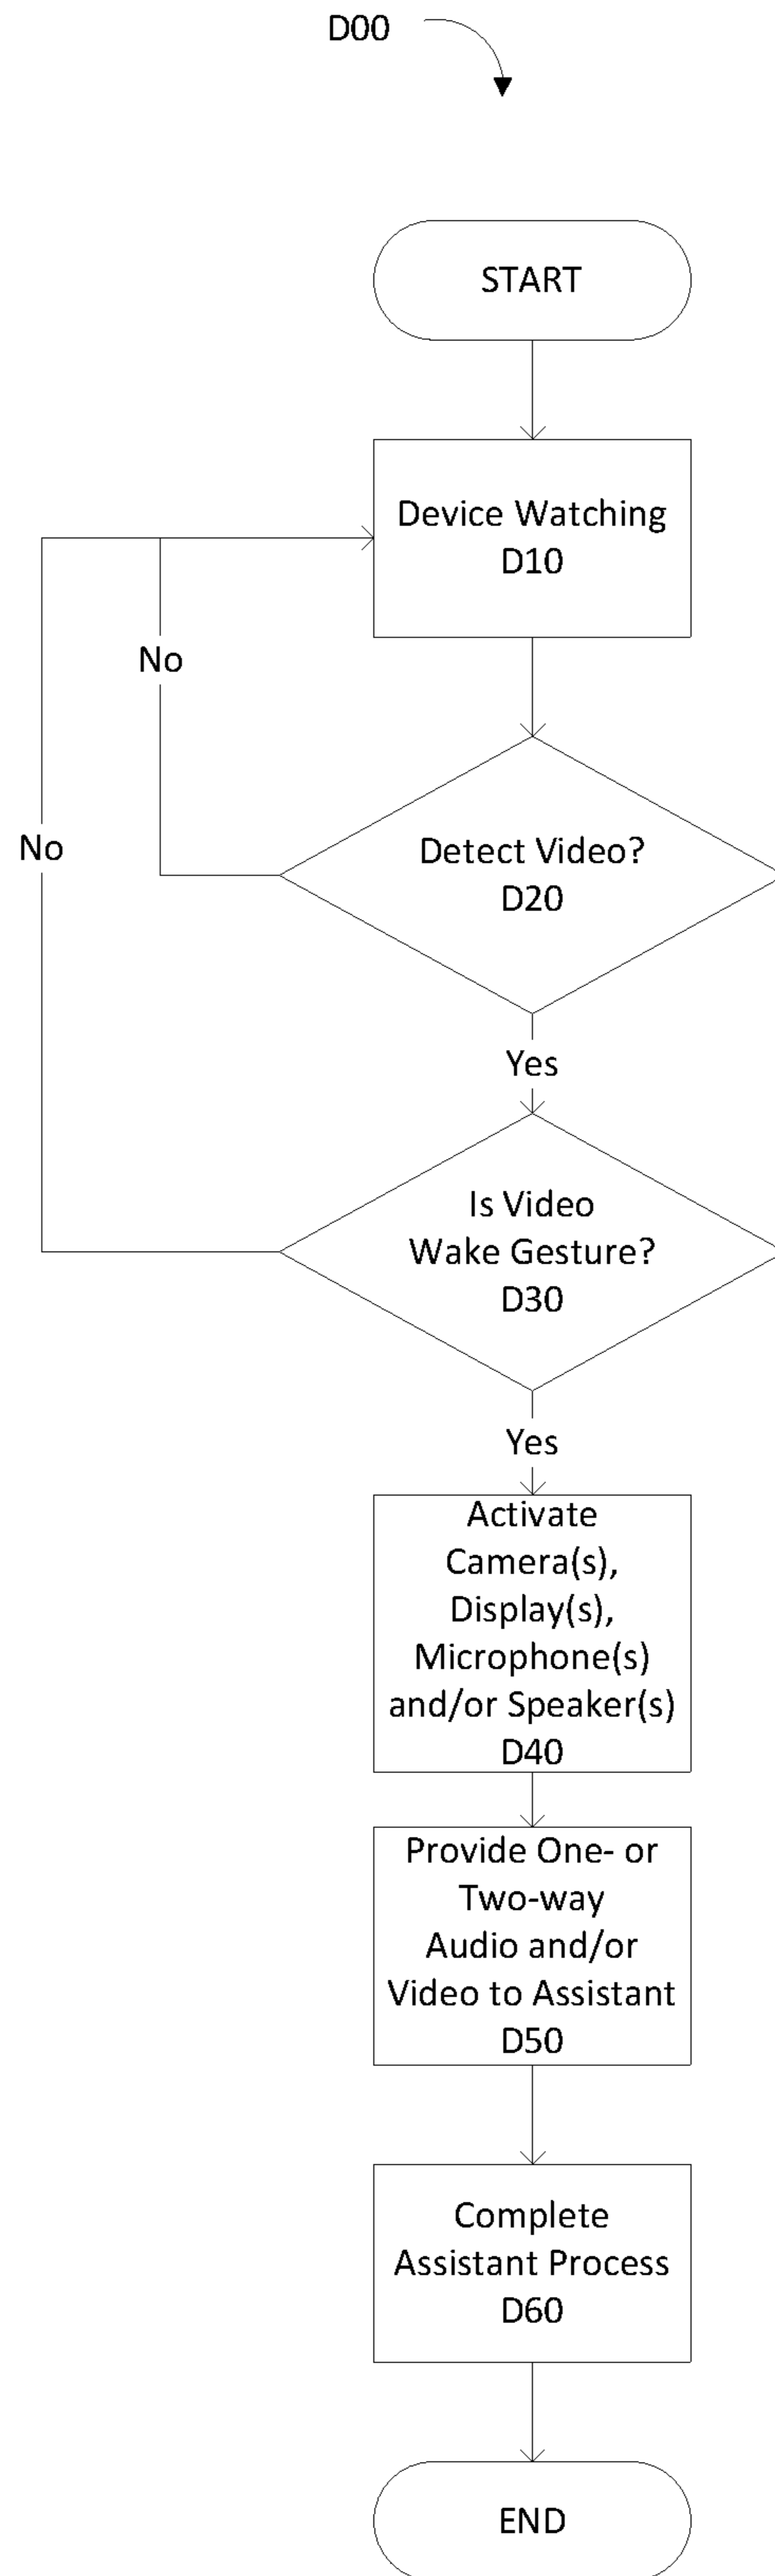 D00
START
Device Watching
D10
No
No
Detect Video?
D20
Yes
Is Video
Wake Gesture?
D30
Yes
Activate
Camera(s),
Display(s),
Microphone(s)
and/or Speaker(s)
D40
Provide One- or
Two-way
Audio and/or
Video to Assistant
D50
Complete
Assistant Process
D60
END